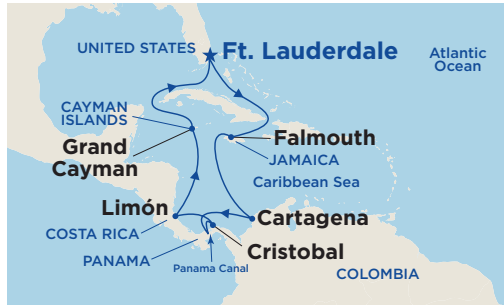 UNITED STATES
Ft. Lauderdale
Atlantic
Ocean
CAYMAN
ISLANDS
Grand
Cayman
Falmouth
JAMAICA
Caribbean Sea
Limón
Cartagena
COSTA RICA
Cristobal
PANAMA
Panama Canal
COLOMBIA